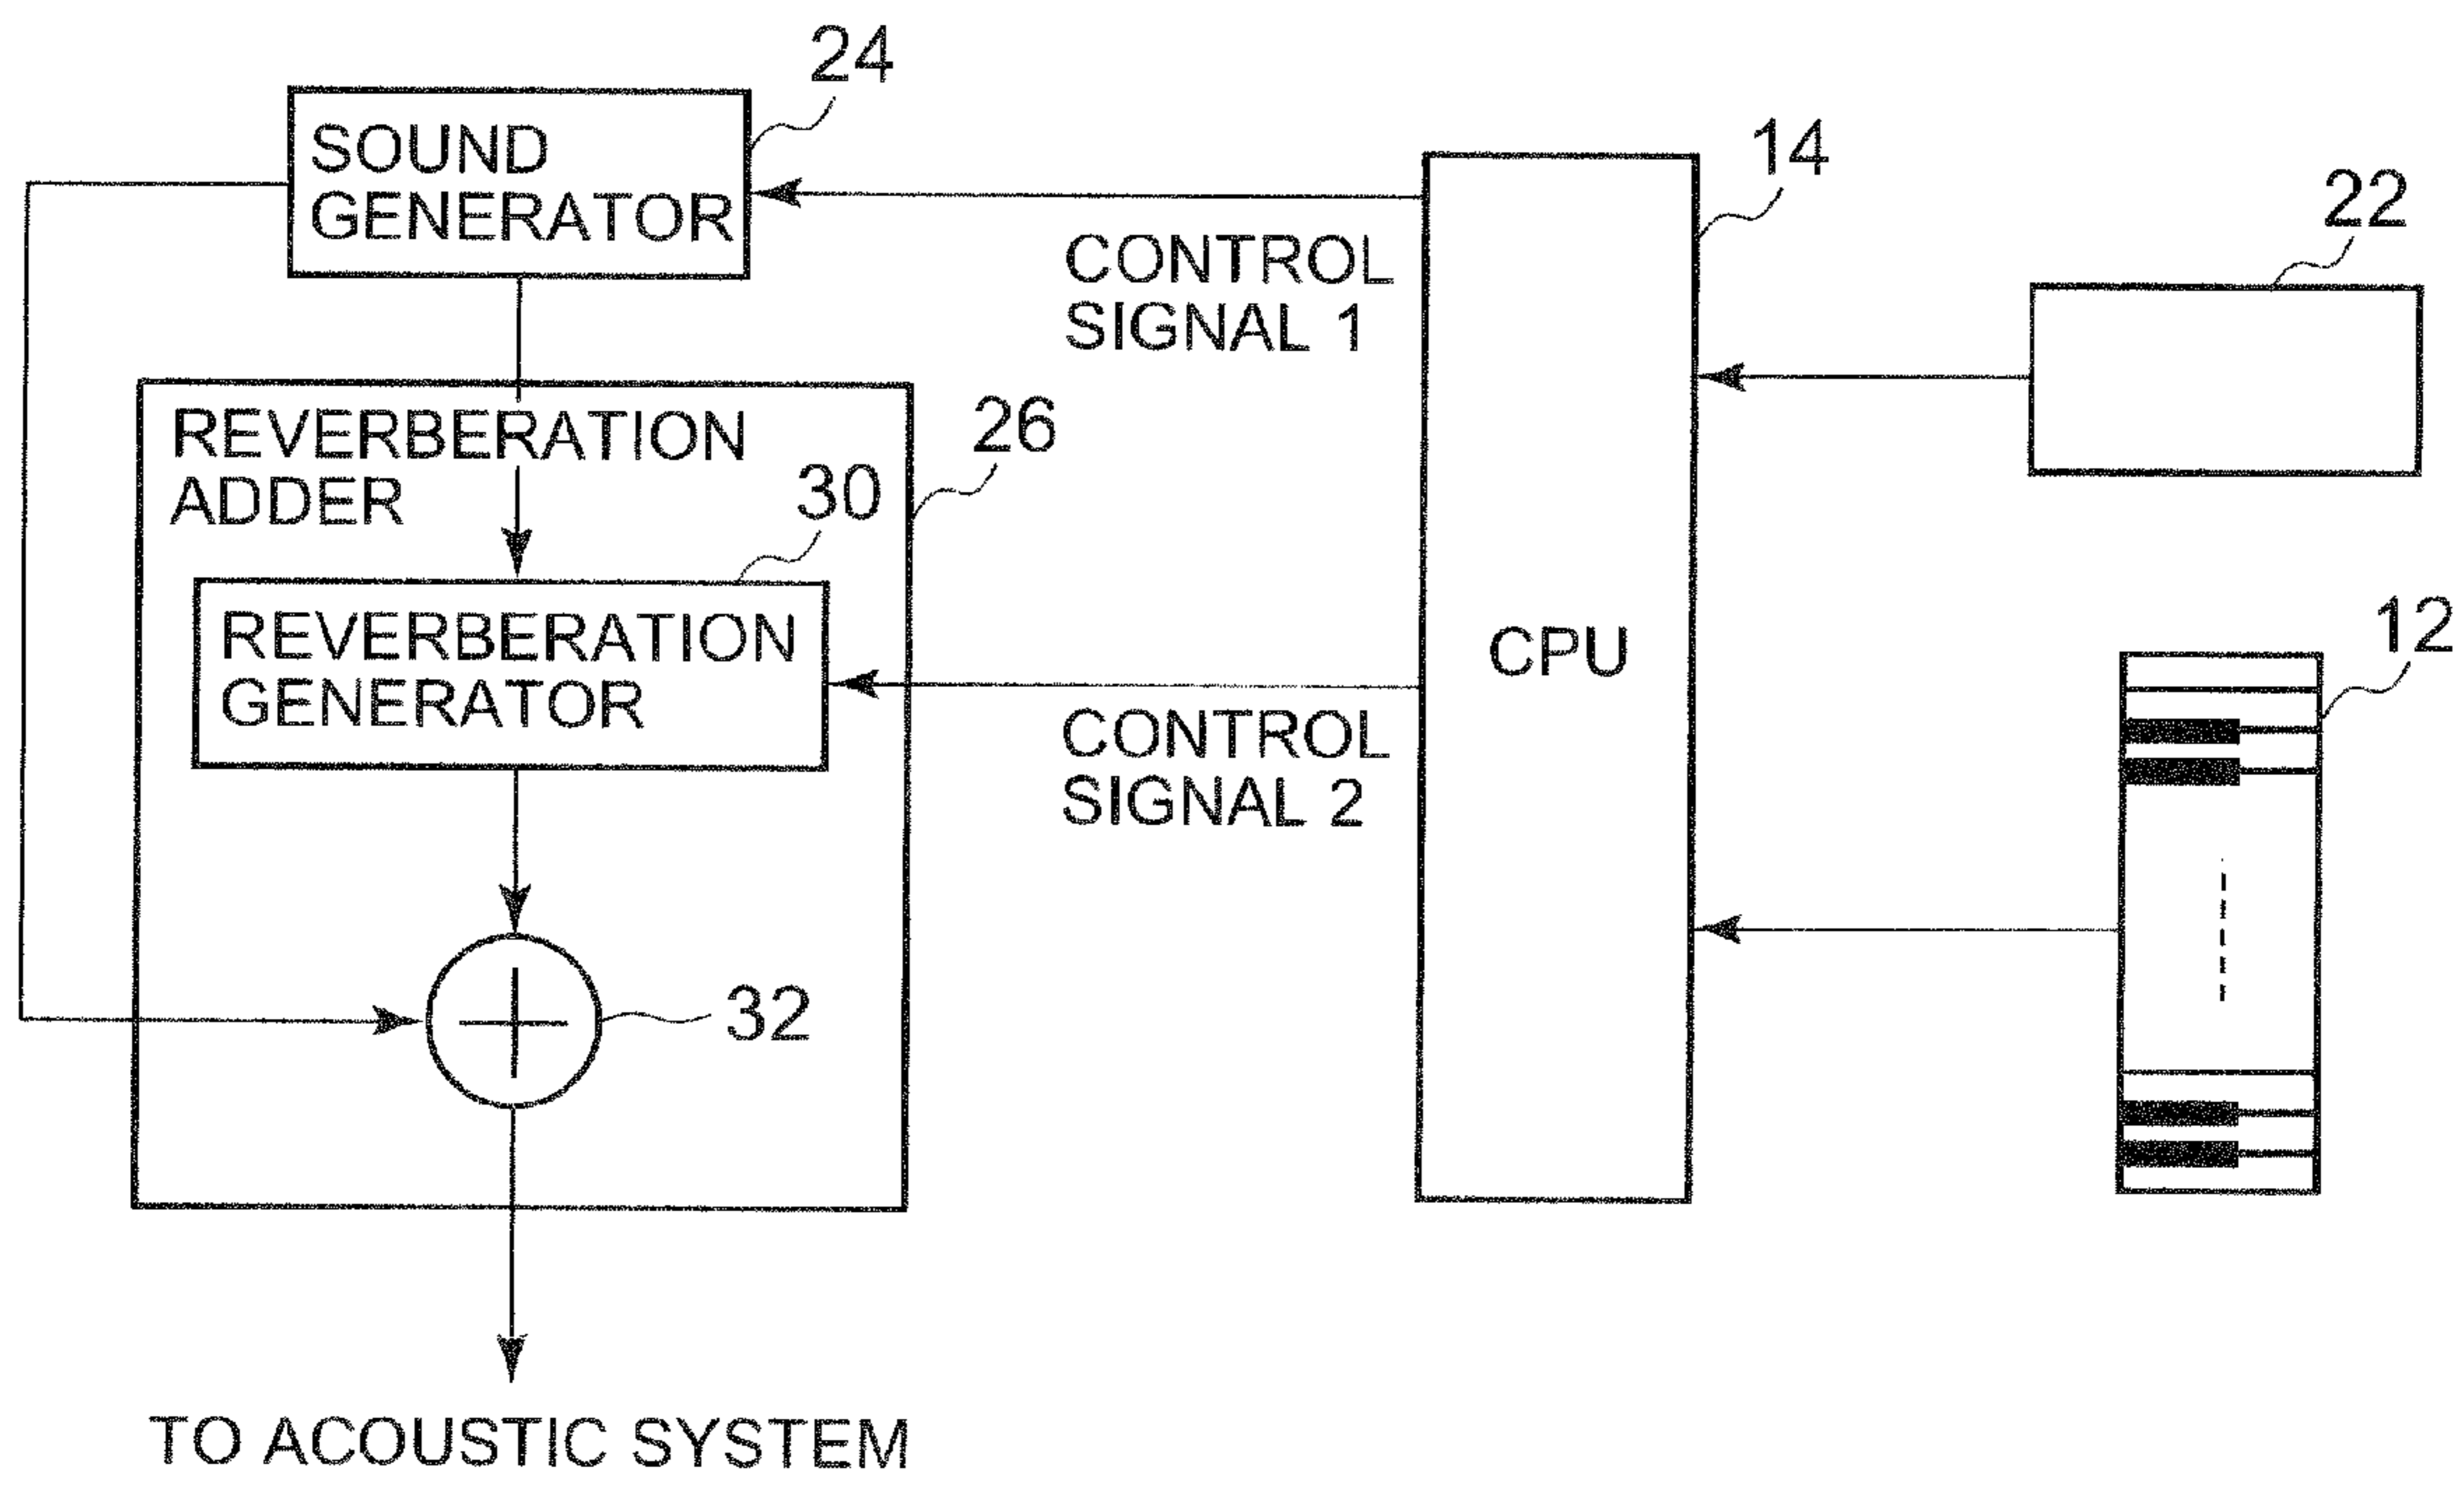 24
SOUND
GENERATOR
14
22
CONTROL
SIGNAL 1
REVERBERATION
ADDER
26
30
REVERBERATION
GENERATOR
CPU
12
CONTROL
SIGNAL 2
32
TO ACOUSTIC SYSTEM